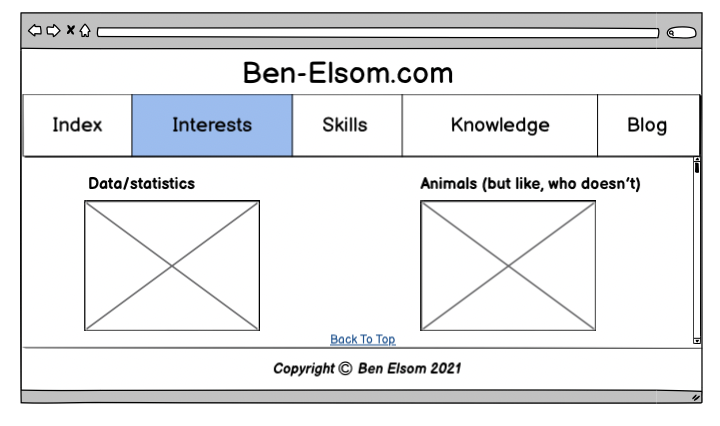 Ben-Elsom.com
Index Interests Skills Knowledge Blog
Data/statistics Animals (but like, who doesn't)
Back To Top
Copyright © Ben Elsom 2021